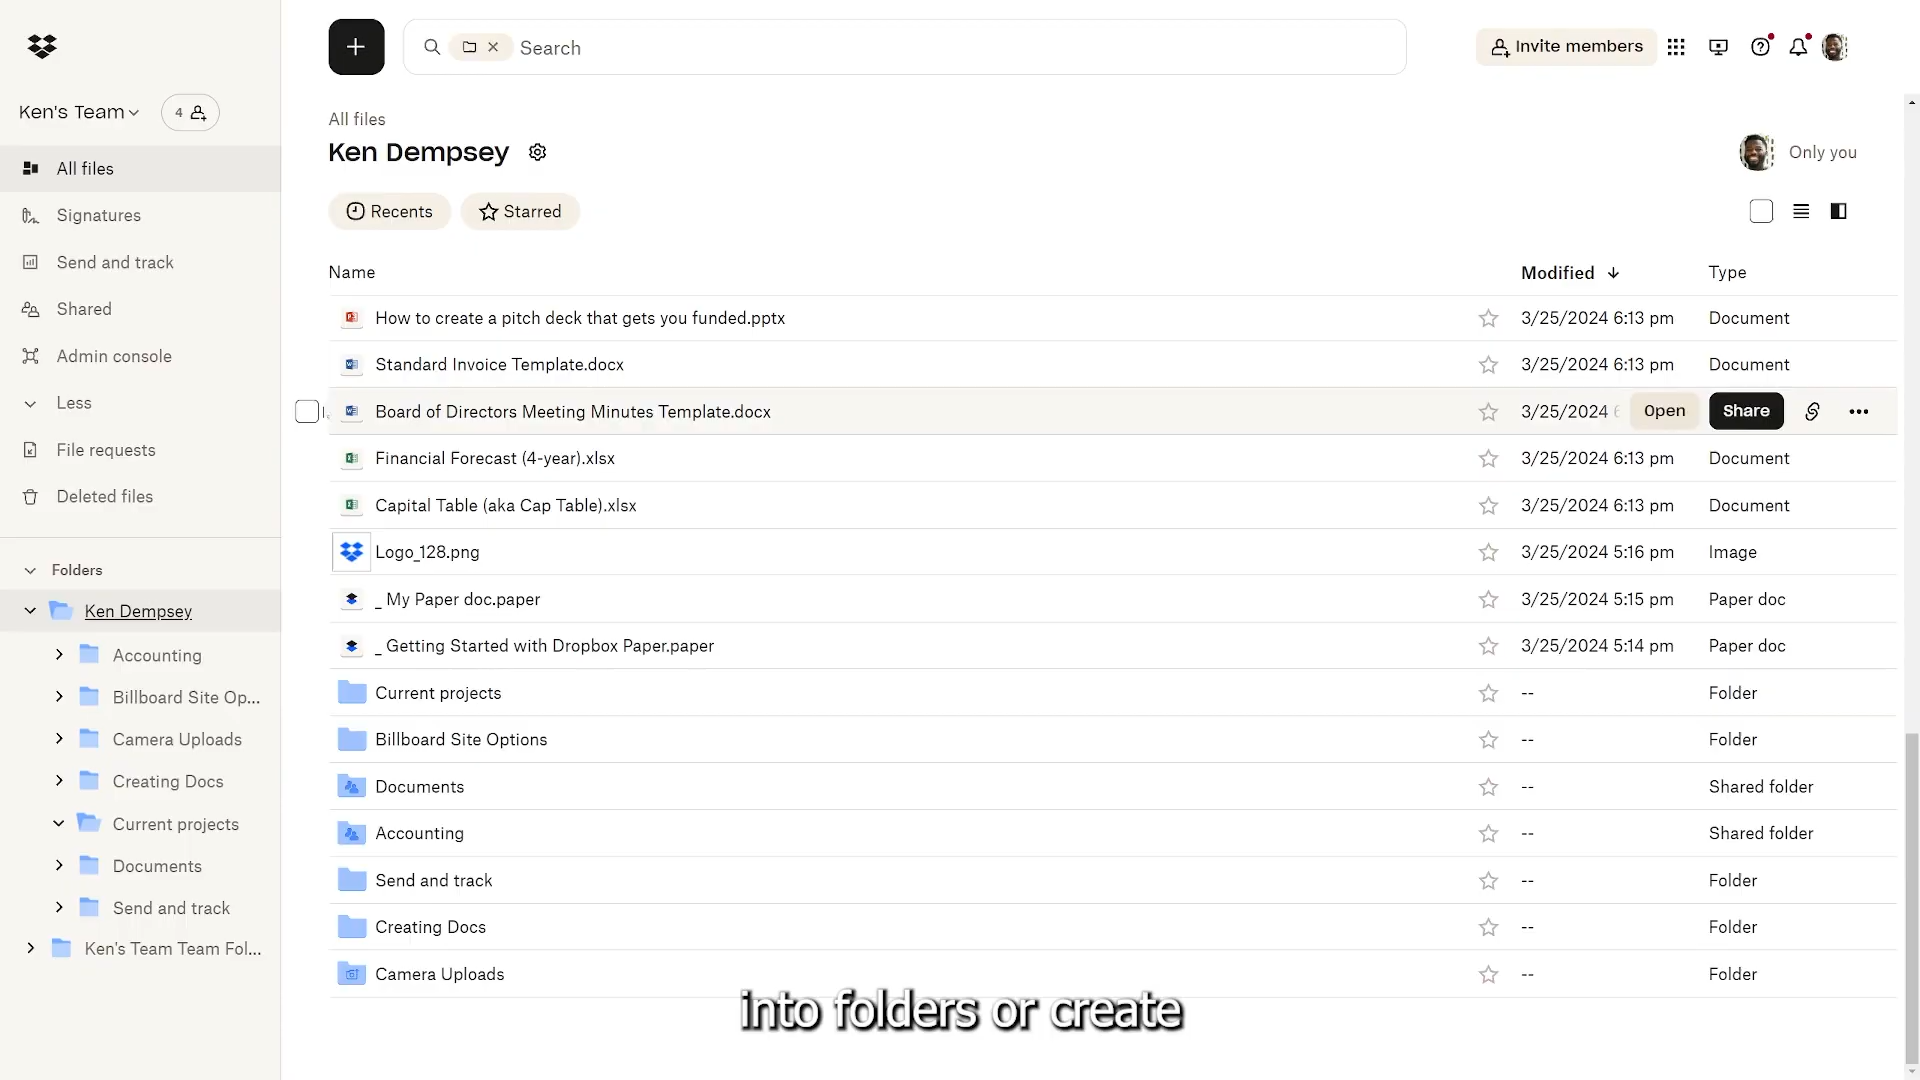 Search
Invite members
Ken's Team
4
All files
Signatures
Send and track
Shared
Admin console
Less
File requests
Deleted files
Folders
Ken Dempsey
Accounting
Billboard Site Op...
Camera Uploads
Creating Docs
Current projects
Documents
Send and track
Ken's Team Team Fol...
All files
Ken Dempsey
Only you
Recents
Starred
Name Modified Type
How to create a pitch deck that gets you funded.pptx 3/25/2024 6:13 pm Document
Standard Invoice Template.docx 3/25/2024 6:13 pm Document
Board of Directors Meeting Minutes Template.docx 3/25/2024 Open Share
Financial Forecast (4-year).xlsx 3/25/2024 6:13 pm Document
Capital Table (aka Cap Table).xlsx 3/25/2024 6:13 pm Document
Logo_128.png 3/25/2024 5:16 pm Image
_ My Paper doc.paper 3/25/2024 5:15 pm Paper doc
_ Getting Started with Dropbox Paper.paper 3/25/2024 5:14 pm Paper doc
Current projects -- Folder
Billboard Site Options -- Folder
Documents -- Shared folder
Accounting -- Shared folder
Send and track -- Folder
Creating Docs -- Folder
Camera Uploads -- Folder
into folders or create